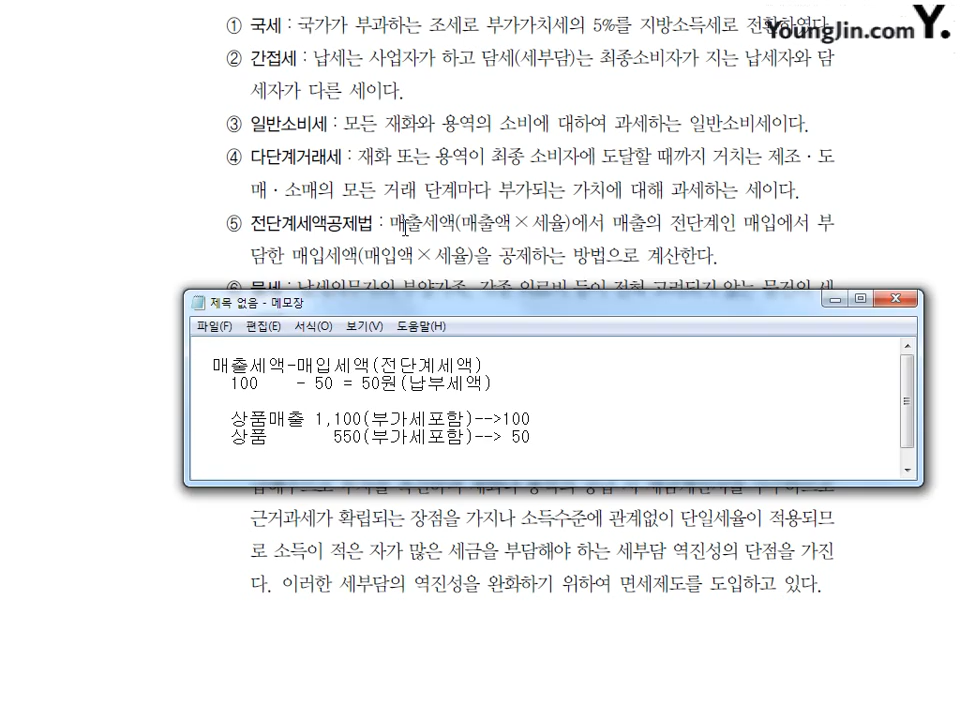 ① 국세 : 국가가 부과하는 조세로 부가가치세의 5%를 지방소득세로 전환하였다.
YoungJin.com Y.
② 간접세 : 납세는 사업자가 하고 담세(세부담)는 최종소비자가 지는 납세자와 담
세자가 다른 세이다.
③ 일반소비세 : 모든 재화와 용역의 소비에 대하여 과세하는 일반소비세이다.
④ 다단계거래세 : 재화 또는 용역이 최종 소비자에 도달할 때까지 거치는 제조·도
매·소매의 모든 거래 단계마다 부가되는 가치에 대해 과세하는 세이다.
⑤ 전단계세액공제법 : 매출세액(매출액×세율)에서 매출의 전단계인 매입에서 부
담한 매입세액(매입액×세율)을 공제하는 방법으로 계산한다.
제목 없음 - 메모장
파일(F) 편집(E) 서식(O) 보기(V) 도움말(H)
매출세액-매입세액(전단계세액)
100 - 50 = 50원(납부세액)
상품매출 1,100(부가세포함)-->100
상품 550(부가세포함)--> 50
근거과세가 확립되는 장점을 가지나 소득수준에 관계없이 단일세율이 적용되므
로 소득이 적은 자가 많은 세금을 부담해야 하는 세부담 역진성의 단점을 가진
다. 이러한 세부담의 역진성을 완화하기 위하여 면세제도를 도입하고 있다.